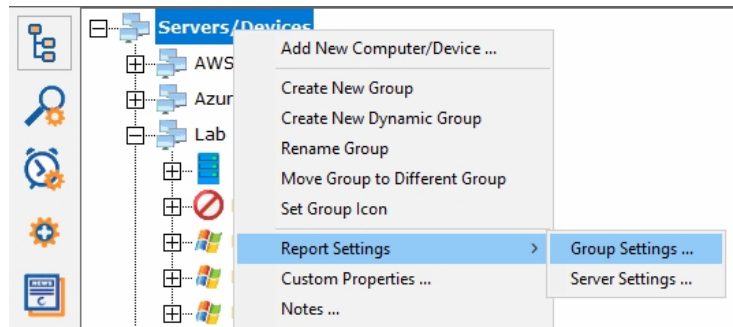 Servers/Devices
Add New Computer/Device ...
AWS
Create New Group
Azur
Create New Dynamic Group
Lab
Rename Group
Move Group to Different Group
Set Group Icon
Report Settings > Group Settings ...
Custom Properties ... Server Settings ...
NEWS
Notes ...